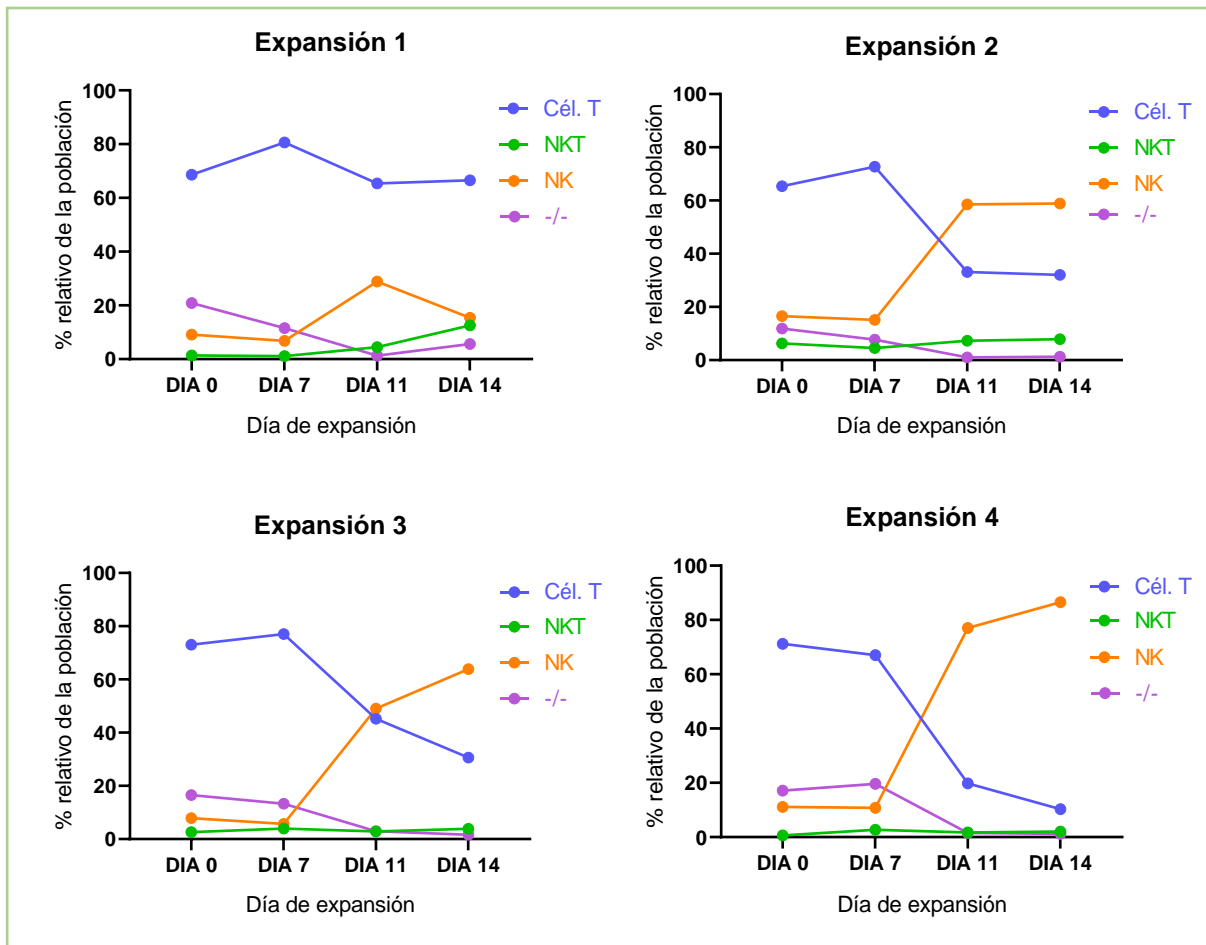 Expansión 1
% relativo de la población
100
80
60
40
20
0
Cél. T
NKT
NK
-/-
DIA 0 DIA 7 DIA 11 DIA 14
Día de expansión
Expansión 2
% relativo de la población
100
80
60
40
20
0
Cél. T
NKT
NK
-/-
DIA 0 DIA 7 DIA 11 DIA 14
Día de expansión
Expansión 3
% relativo de la población
100
80
60
40
20
0
Cél. T
NKT
NK
-/-
DIA 0 DIA 7 DIA 11 DIA 14
Día de expansión
Expansión 4
% relativo de la población
100
80
60
40
20
0
Cél. T
NKT
NK
-/-
DIA 0 DIA 7 DIA 11 DIA 14
Día de expansión